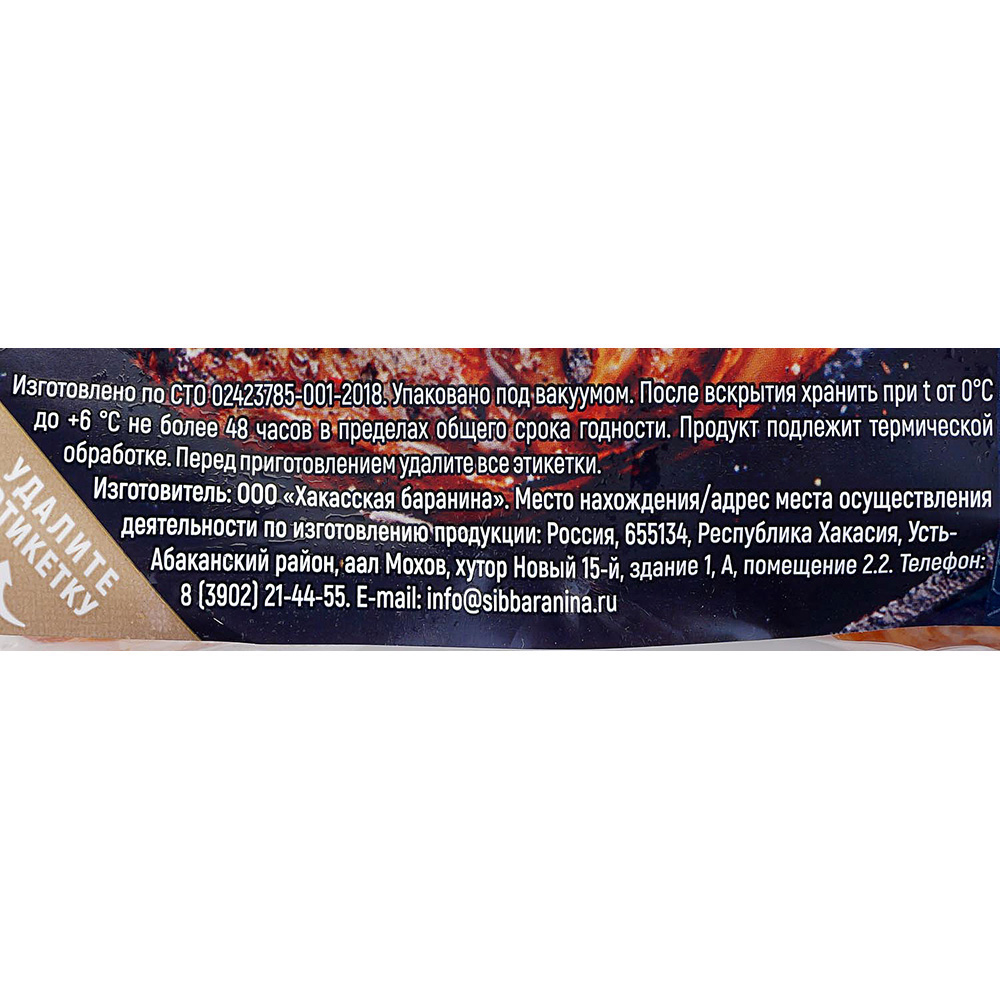 Изготовлено по СТО 02423785-001-2018. Упаковано под вакуумом. После вскрытия хранить при t от 0°С
до +6 °С не более 48 часов в пределах общего срока годности. Продукт подлежит термической
обработке. Перед приготовлением удалите все этикетки.
Изготовитель: ООО «Хакасская баранина». Место нахождения/адрес места осуществления
деятельности по изготовлению продукции: Россия, 655134, Республика Хакасия, Усть-
Абаканский район, аал Мохов, хутор Новый 15-й, здание 1, А, помещение 2.2. Телефон:
8 (3902) 21-44-55. E-mail: info@sibbaranina.ru
УДАЛИТЕ
ЭТИКЕТКУ